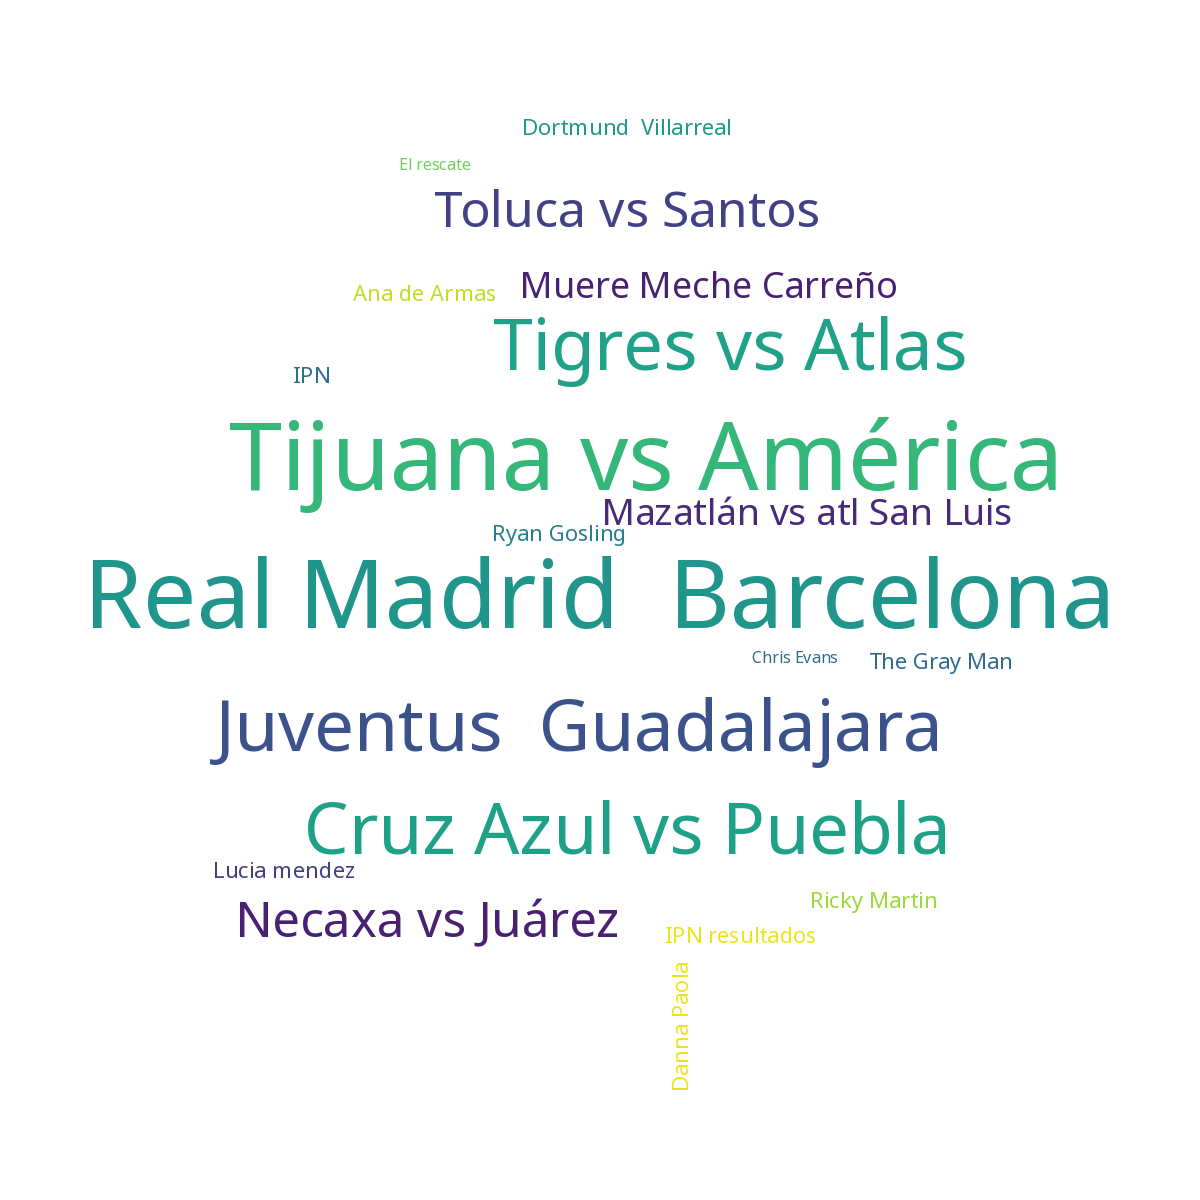 Dortmund  Villarreal
El rescate
Toluca vs Santos
Muere Meche Carreño
Ana de Armas
Tigres vs Atlas
IPN
Tijuana vs América
Mazatlán vs atl San Luis
Ryan Gosling
Real Madrid  Barcelona
Chris Evans
The Gray Man
Juventus  Guadalajara
Cruz Azul vs Puebla
Lucia mendez
Ricky Martin
Necaxa vs Juárez
IPN resultados
Danna Paola